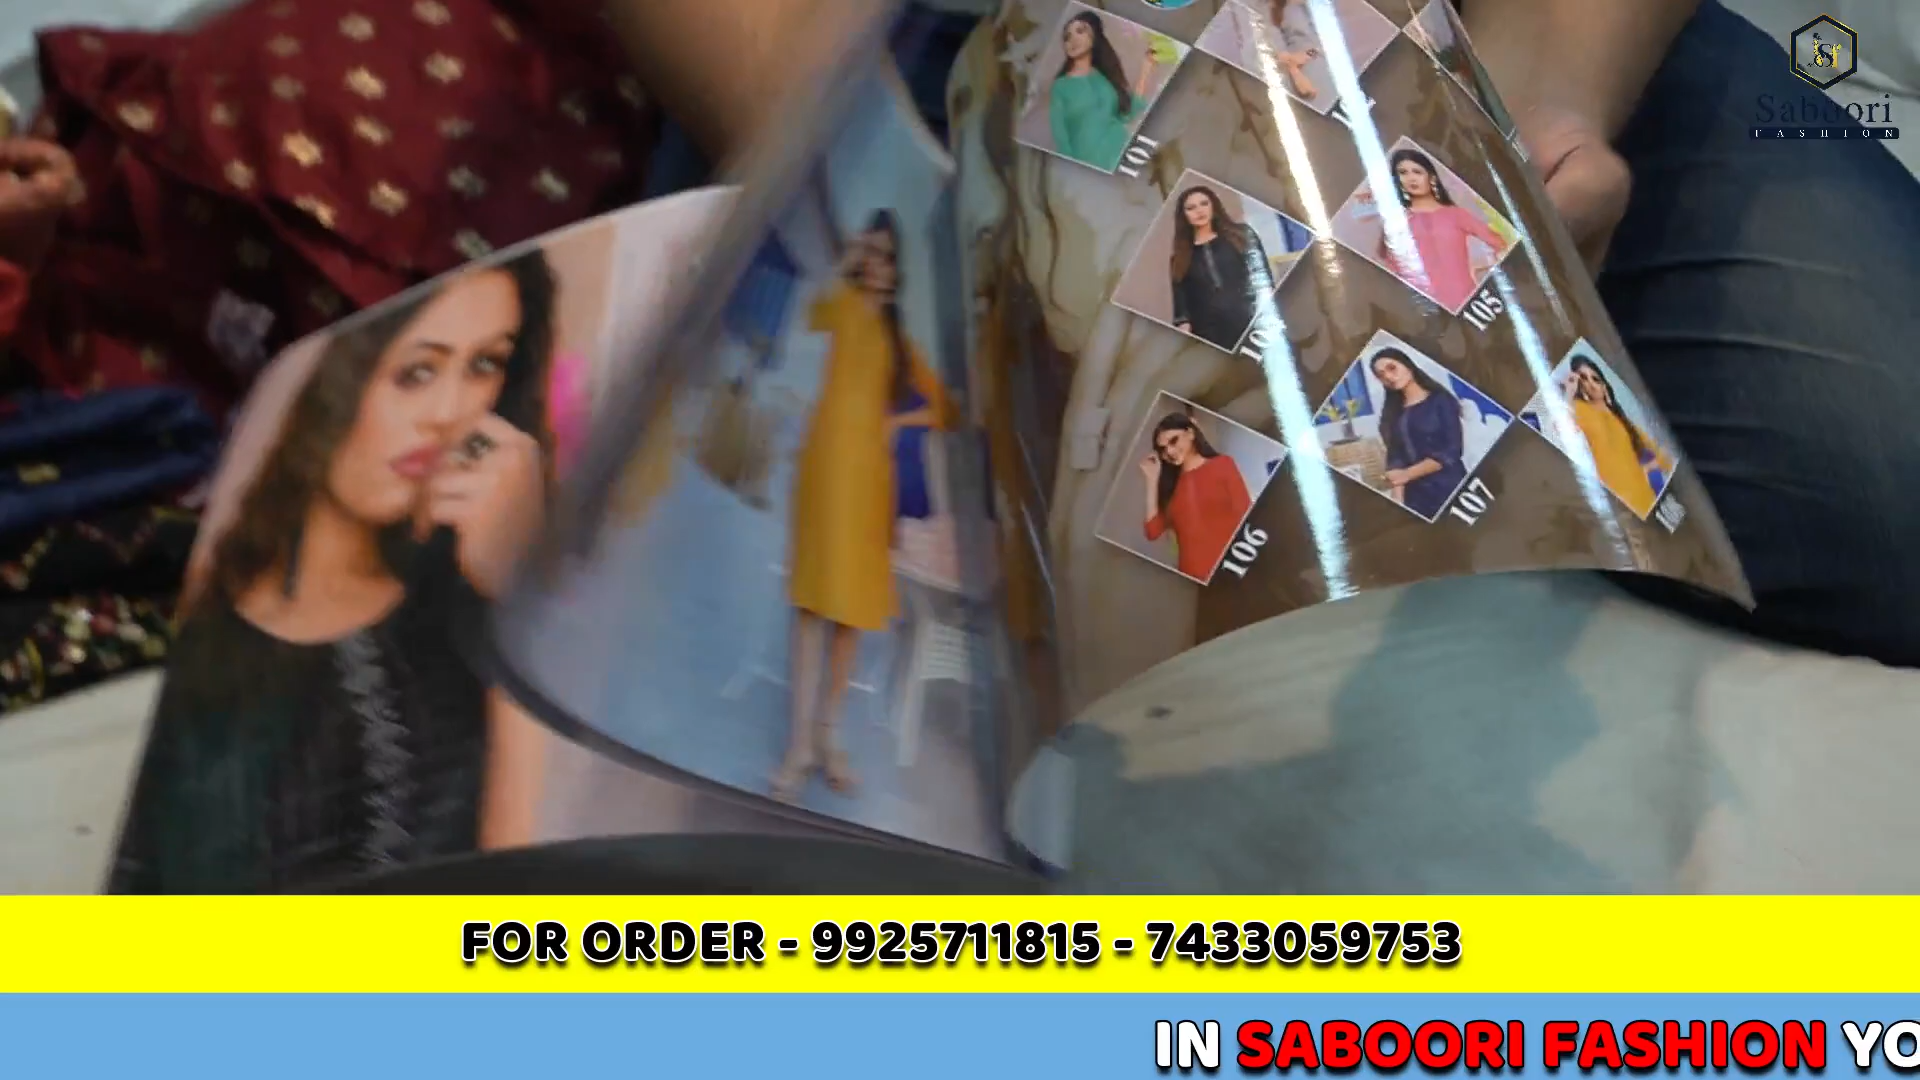 Saboori
FASHION
101
105
106
107
FOR ORDER - 9925711815 - 7433059753
IN SABOORI FASHION YO